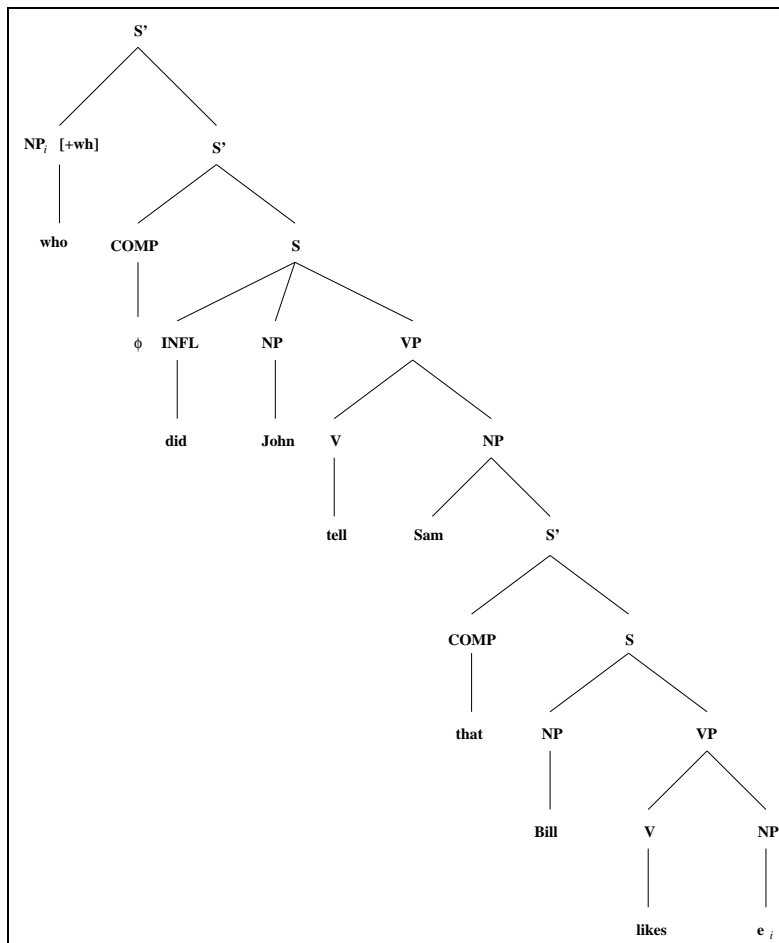 S’
NPi [+wh] S’
who COMP S
ϕ INFL NP VP
did John V NP
tell Sam S’
COMP S
that NP VP
Bill V NP
likes e i